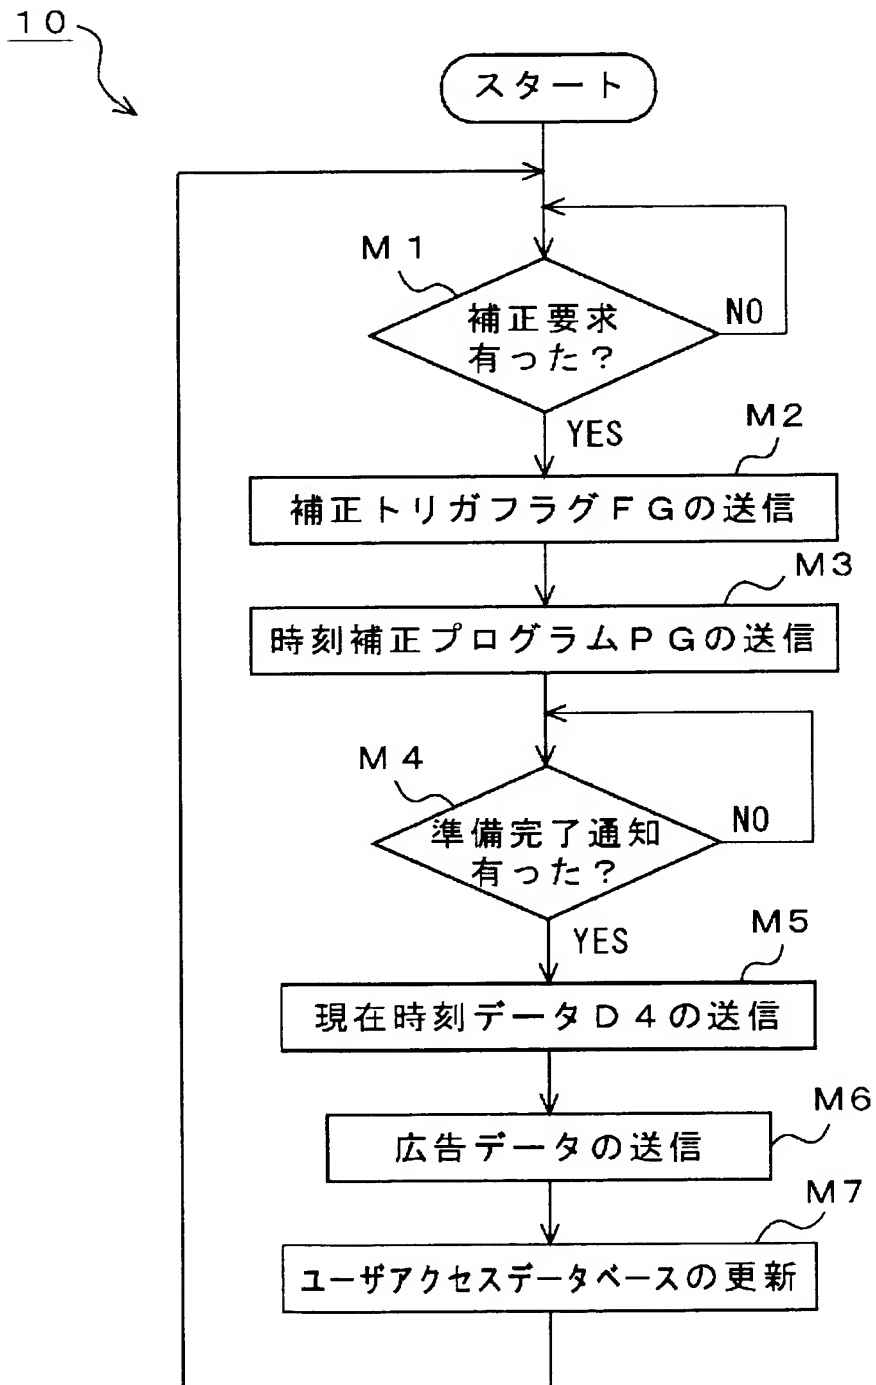 １０
スタート
Ｍ１
補正要求
有った？
NO
YES
Ｍ２
補正トリガフラグＦＧの送信
Ｍ３
時刻補正プログラムＰＧの送信
Ｍ４
準備完了通知
有った？
NO
YES
Ｍ５
現在時刻データＤ４の送信
Ｍ６
広告データの送信
Ｍ７
ユーザアクセスデータベースの更新